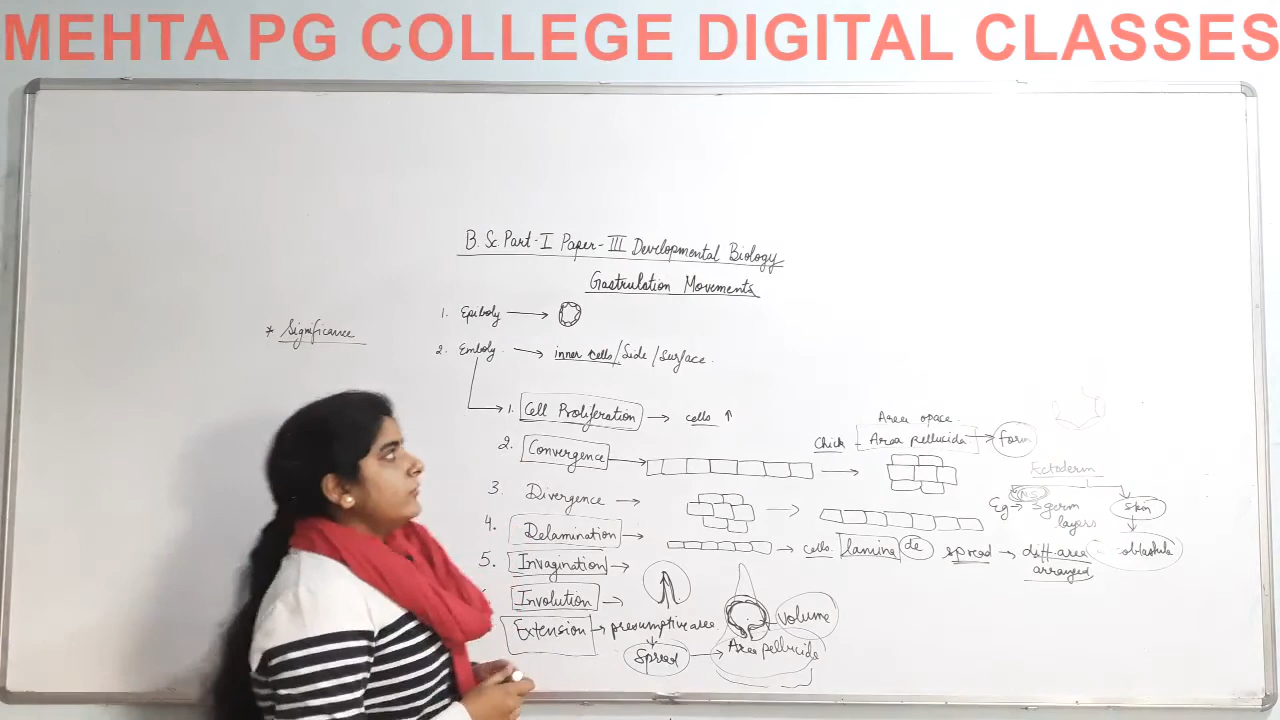 MEHTA PG COLLEGE DIGITAL CLASSES
B.Sc. Part-I Paper-III Developmental Biology
Gastrulation Movements
* Significance
1. Epiboly →
2. Emboly → inner cells/Side/Surface.
1. Cell Proliferation → cells ↑
2. Convergence →
Area opace
Chick - Area pellucida → form
3. Divergence →
Ectoderm
Eg → 3 germ layers
skin
4. Delamination → → cells lamina de spread → diff-area arranged
5. Invagination →
Involution →
Extension → presumptive area
Spread → Area pellucida
volume